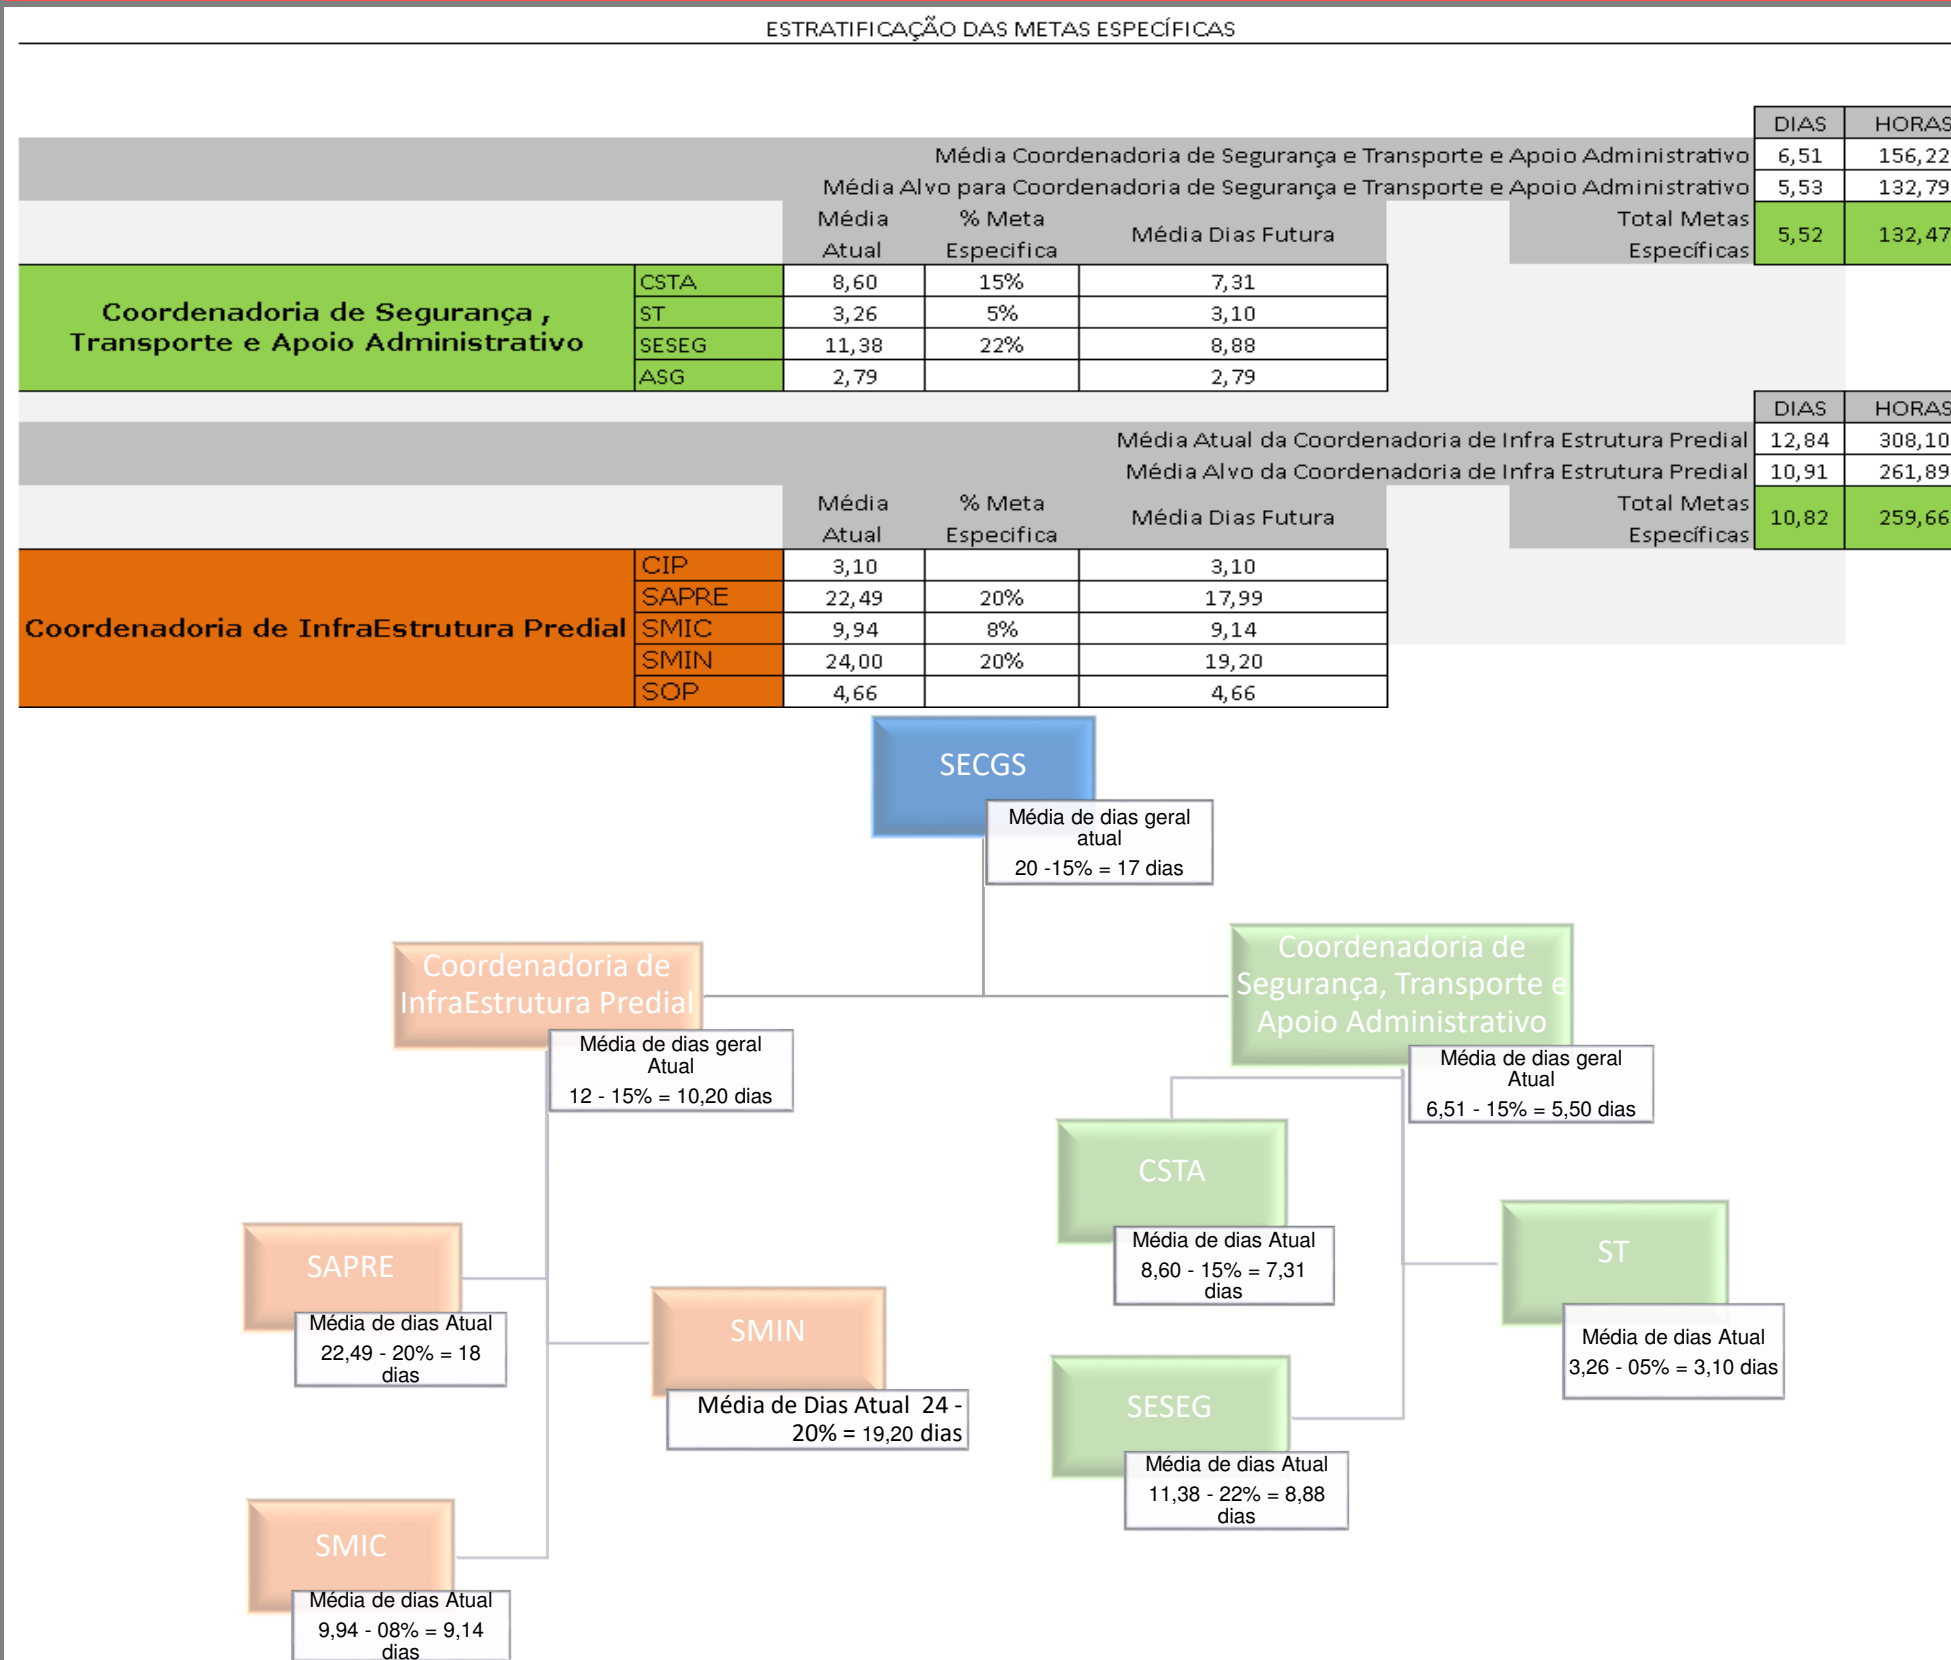 ESTRATIFICAÇÃO DAS METAS ESPECÍFICAS
DIAS HORAS
Média Coordenadoria de Segurança e Transporte e Apoio Administrativo 6,51 156,22
Média Alvo para Coordenadoria de Segurança e Transporte e Apoio Administrativo 5,53 132,79
Média Atual % Meta Especifica Média Dias Futura Total Metas Específicas 5,52 132,47
Coordenadoria de Segurança ,
Transporte e Apoio Administrativo
CSTA 8,60 15% 7,31
ST 3,26 5% 3,10
SESEG 11,38 22% 8,88
ASG 2,79 2,79
DIAS HORAS
Média Atual da Coordenadoria de Infra Estrutura Predial 12,84 308,10
Média Alvo da Coordenadoria de Infra Estrutura Predial 10,91 261,89
Média Atual % Meta Especifica Média Dias Futura Total Metas Específicas 10,82 259,66
Coordenadoria de InfraEstrutura Predial
CIP 3,10 3,10
SAPRE 22,49 20% 17,99
SMIC 9,94 8% 9,14
SMIN 24,00 20% 19,20
SOP 4,66 4,66
SECGS
Média de dias geral
atual
20 -15% = 17 dias
Coordenadoria de
InfraEstrutura Predial
Média de dias geral
Atual
12 - 15% = 10,20 dias
Coordenadoria de
Segurança, Transporte e
Apoio Administrativo
Média de dias geral
Atual
6,51 - 15% = 5,50 dias
CSTA
Média de dias Atual
8,60 - 15% = 7,31
dias
ST
Média de dias Atual
3,26 - 05% = 3,10 dias
SAPRE
Média de dias Atual
22,49 - 20% = 18
dias
SMIN
Média de Dias Atual 24 -
20% = 19,20 dias
SESEG
Média de dias Atual
11,38 - 22% = 8,88
dias
SMIC
Média de dias Atual
9,94 - 08% = 9,14
dias